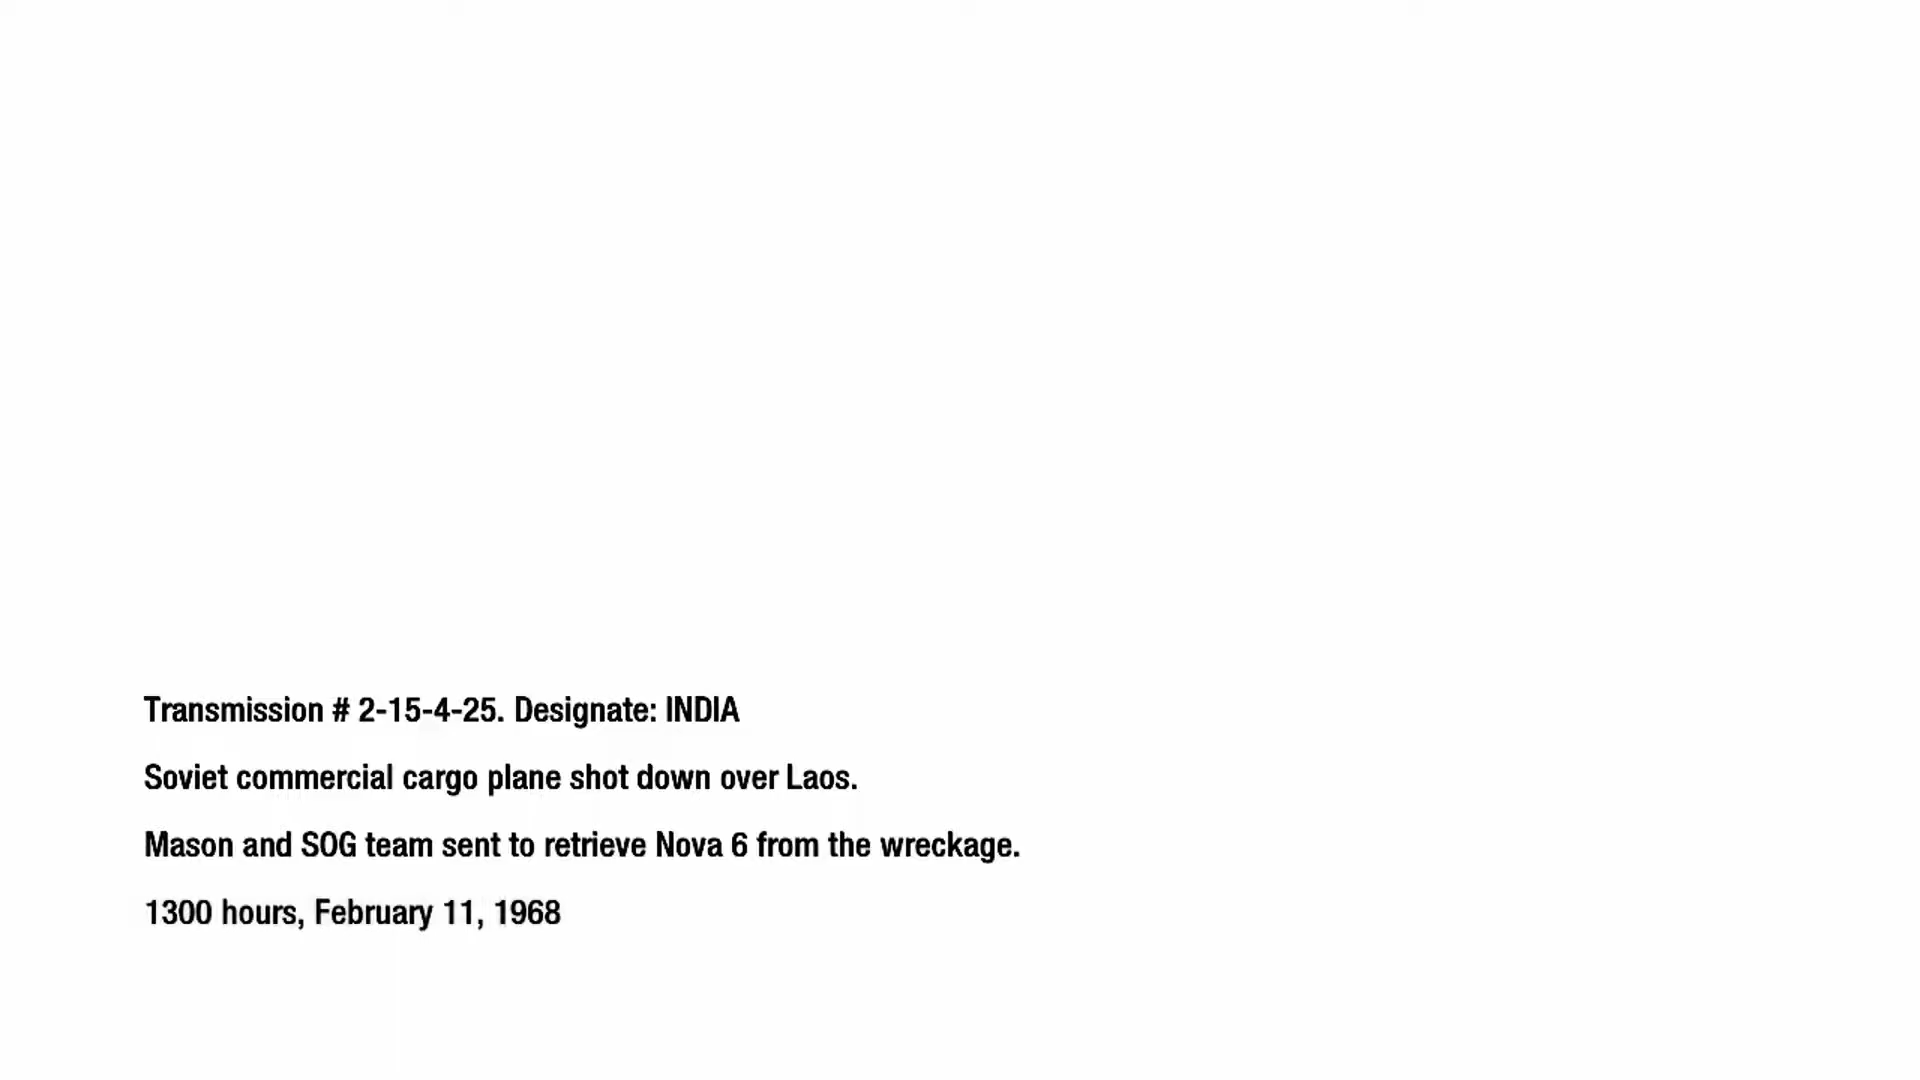 Transmission # 2-15-4-25. Designate: INDIA
Soviet commercial cargo plane shot down over Laos.
Mason and SOG team sent to retrieve Nova 6 from the wreckage.
1300 hours, February 11, 1968